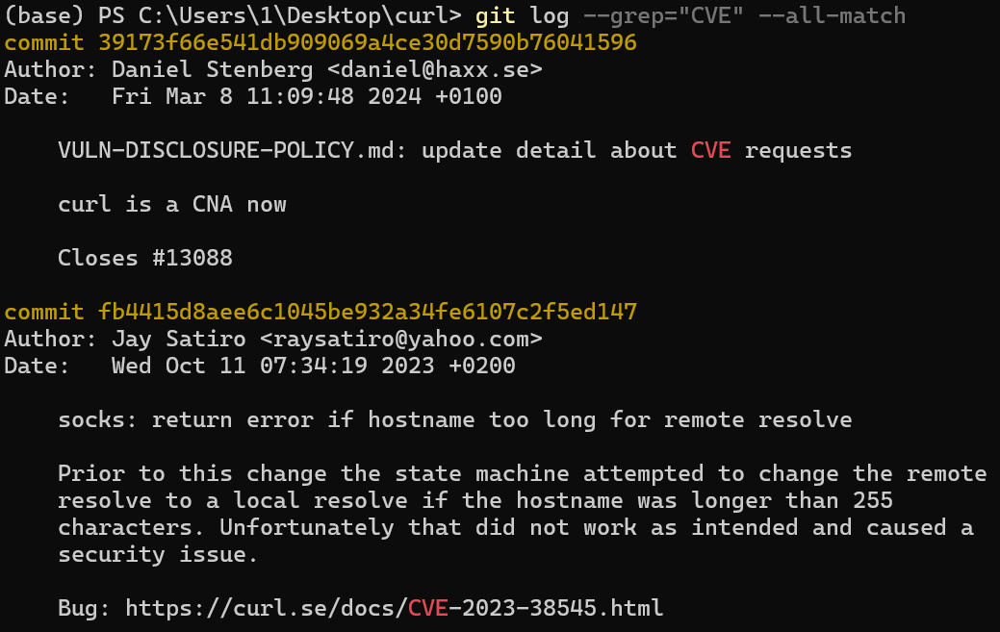 (base) PS C:\Users\1\Desktop\curl> git log --grep="CVE" --all-match
commit 39173f66e541db909069a4ce30d7590b76041596
Author: Daniel Stenberg <daniel@haxx.se>
Date:   Fri Mar 8 11:09:48 2024 +0100
VULN-DISCLOSURE-POLICY.md: update detail about CVE requests
curl is a CNA now
Closes #13088
commit fb4415d8aee6c1045be932a34fe6107c2f5ed147
Author: Jay Satiro <raysatiro@yahoo.com>
Date:   Wed Oct 11 07:34:19 2023 +0200
socks: return error if hostname too long for remote resolve
Prior to this change the state machine attempted to change the remote
resolve to a local resolve if the hostname was longer than 255
characters. Unfortunately that did not work as intended and caused a
security issue.
Bug: https://curl.se/docs/CVE-2023-38545.html